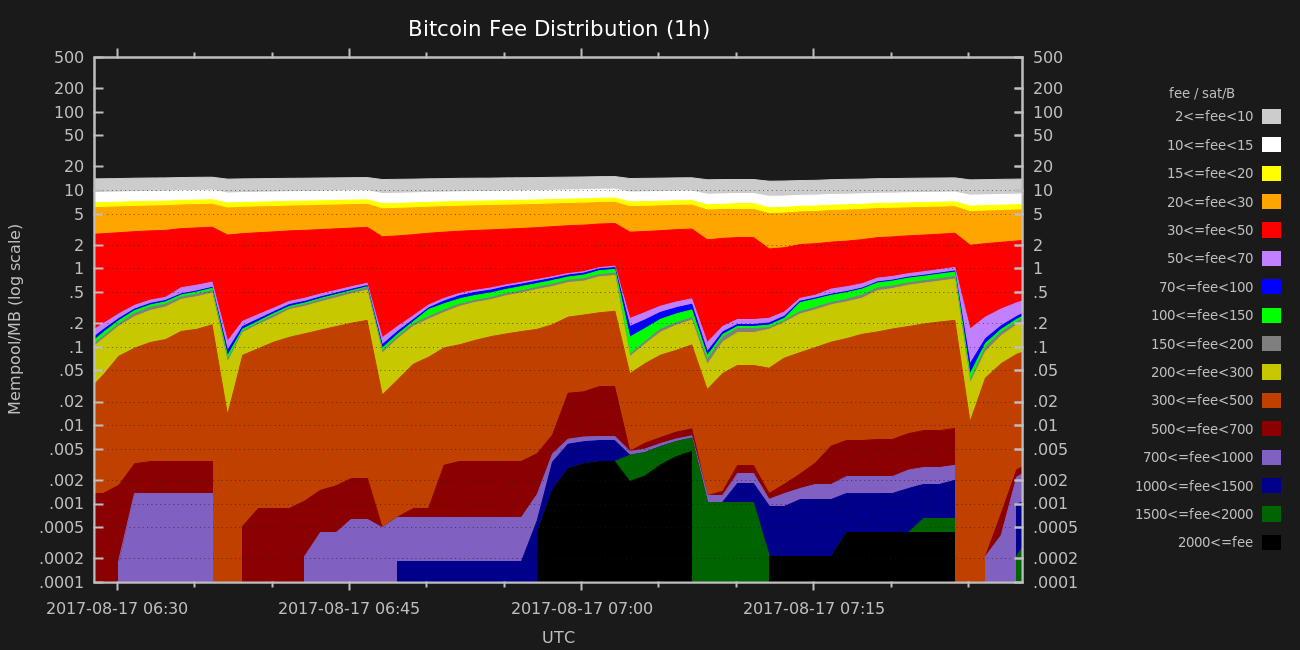 Bitcoin Fee Distribution (1h)
500
200
100
50
20
10
5
2
1
.5
.2
.1
.05
.02
.01
.005
.002
.001
.0005
.0002
.0001
Mempool/MB (log scale)
500
200
100
50
20
10
5
2
1
.5
.2
.1
.05
.02
.01
.005
.002
.001
.0005
.0002
.0001
2017-08-17 06:30
2017-08-17 06:45
2017-08-17 07:00
2017-08-17 07:15
UTC
fee / sat/B
2<=fee<10
10<=fee<15
15<=fee<20
20<=fee<30
30<=fee<50
50<=fee<70
70<=fee<100
100<=fee<150
150<=fee<200
200<=fee<300
300<=fee<500
500<=fee<700
700<=fee<1000
1000<=fee<1500
1500<=fee<2000
2000<=fee